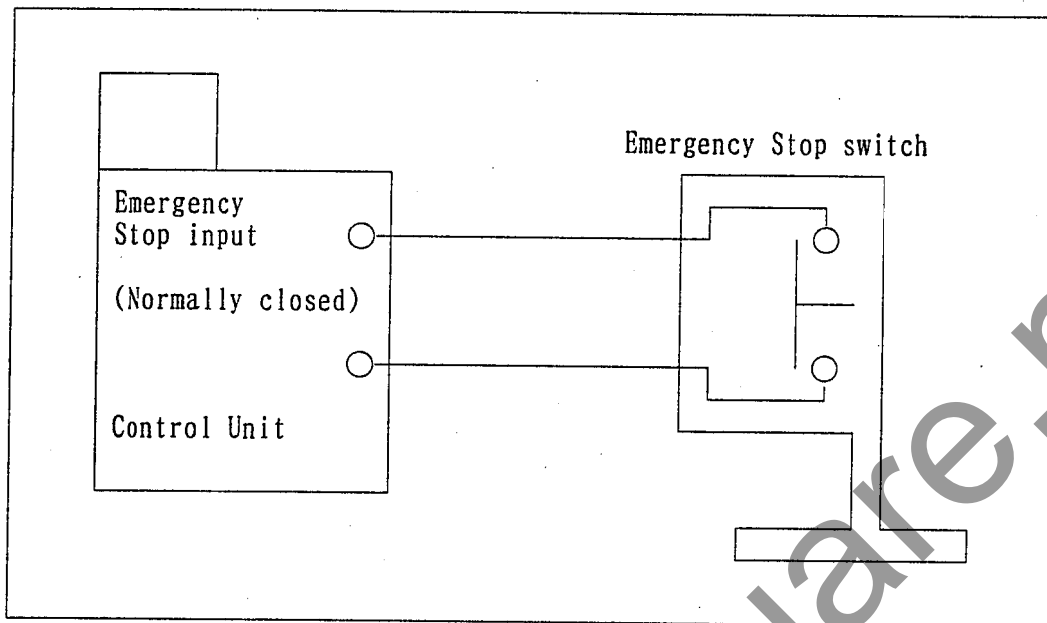 Emergency Stop switch
Emergency
Stop input
(Normally closed)
Control Unit